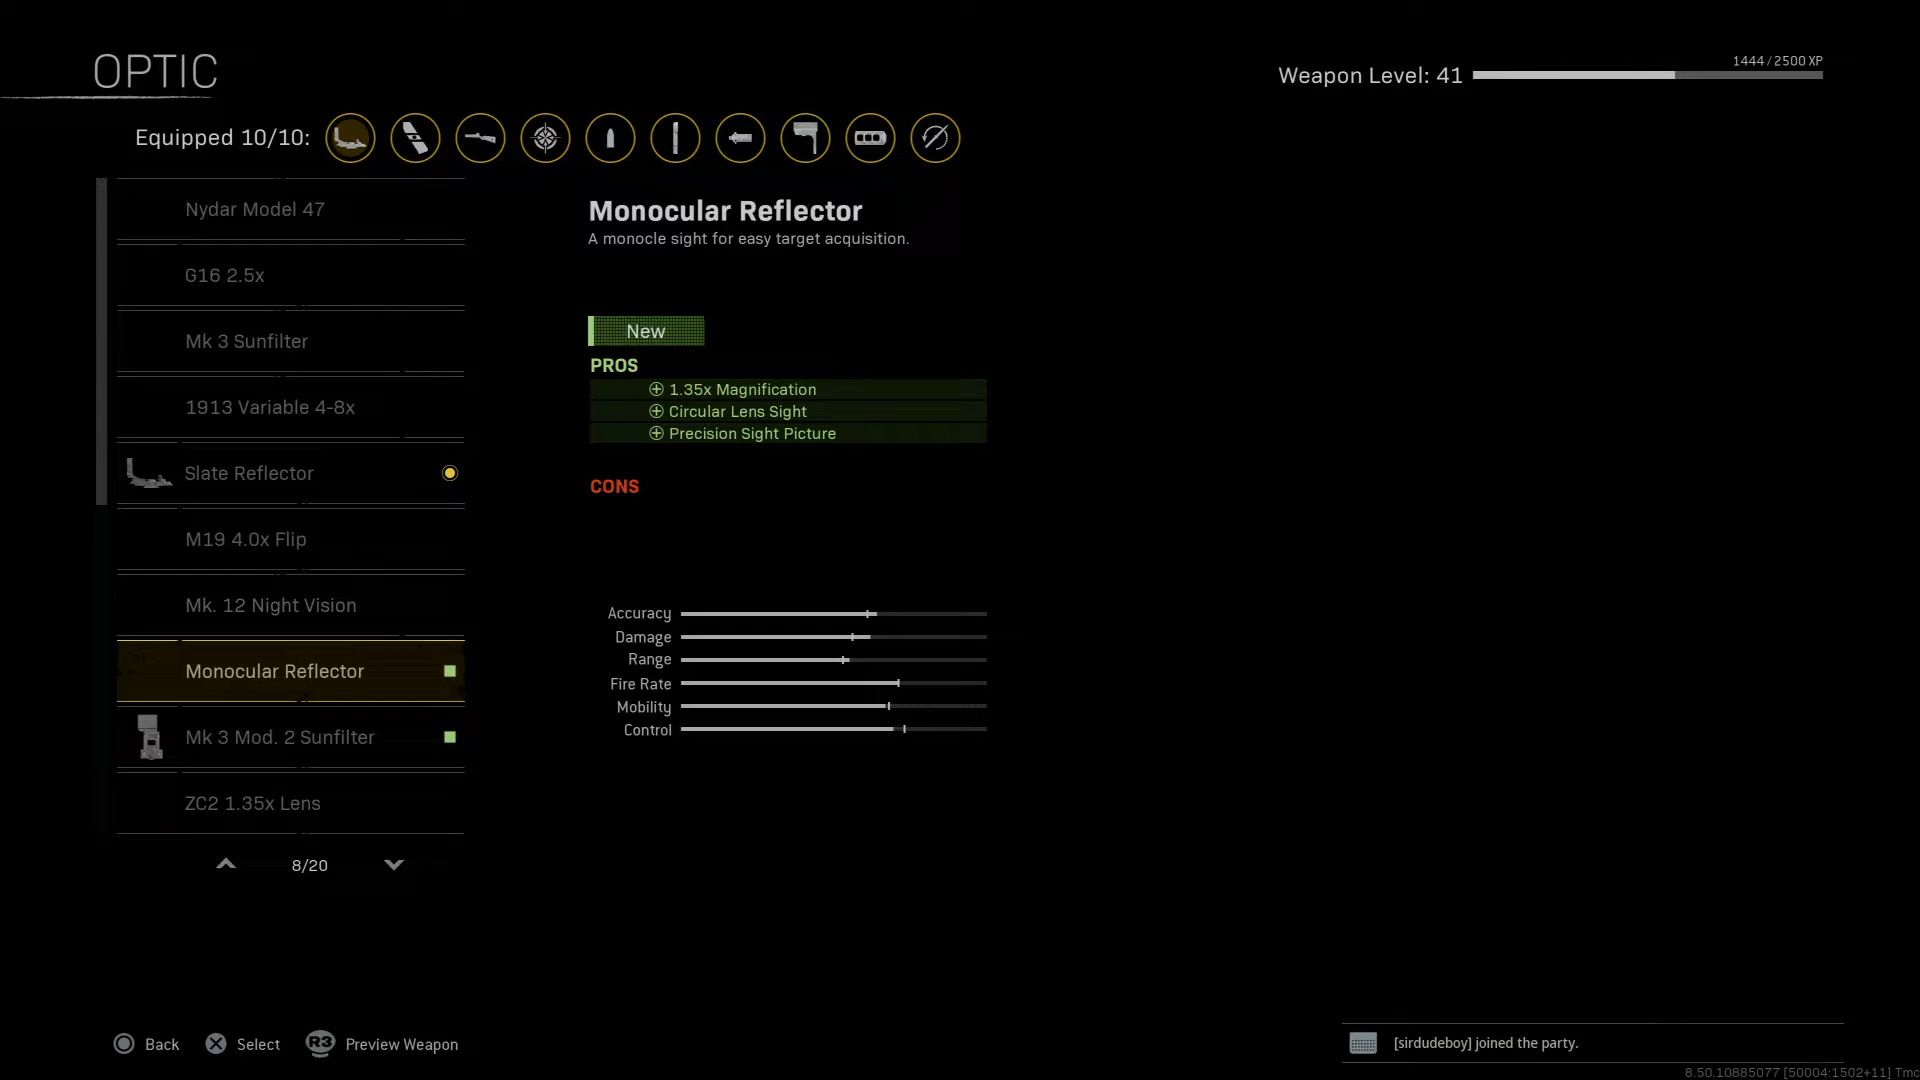 OPTIC
Weapon Level: 41
1444 / 2500 XP
Equipped 10/10:
Nydar Model 47
G16 2.5x
Mk 3 Sunfilter
1913 Variable 4-8x
Slate Reflector
M19 4.0x Flip
Mk. 12 Night Vision
Monocular Reflector
Mk 3 Mod. 2 Sunfilter
ZC2 1.35x Lens
8/20
Monocular Reflector
A monocle sight for easy target acquisition.
New
PROS
1.35x Magnification
Circular Lens Sight
Precision Sight Picture
CONS
Accuracy
Damage
Range
Fire Rate
Mobility
Control
Back
Select
R3 Preview Weapon
[sirdudeboy] joined the party.
8.50.10885077 [50004:1502+11] Tmc